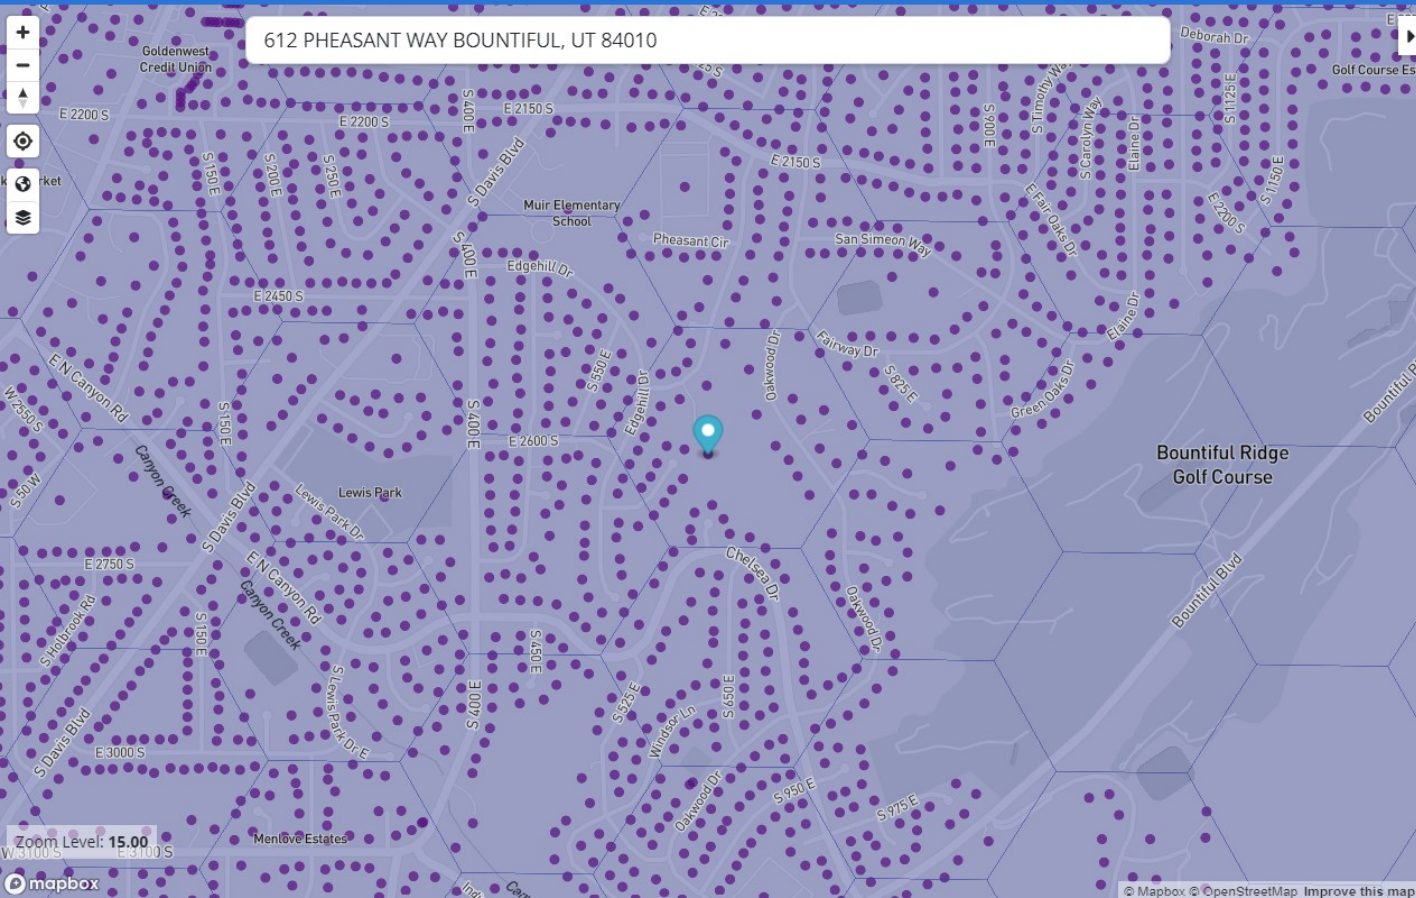 612 PHEASANT WAY BOUNTIFUL, UT 84010
Deborah Dr
Goldenwest
Credit Union
Golf Course Es
E 2200 S
E 2200 S
S 400 E
E 2150 S
S 900 E
S Timothy Way
S Carolyn Way
S 1125 E
Elaine Dr
S 150 E
S 200 E
S 250 E
S Davis Blvd
E 2150 S
S 1150 E
rket
Muir Elementary
School
E Fair Oaks Dr
E 2200 S
Pheasant Cir
San Simeon Way
S 400 E
Edgehill Dr
E 2450 S
Elaine Dr
Fairway Dr
Oakwood Dr
S 550 E
E N Canyon Rd
S 825 E
Green Oaks Dr
Bountiful B
W 2550 S
S 150 E
S 400 E
Edgehill Dr
E 2600 S
Bountiful Ridge
Golf Course
Canyon Creek
S 50 W
Lewis Park
Lewis Park Dr
S Davis Blvd
E 2750 S
E N Canyon Rd
Chelsea Dr
Bountiful Blvd
Canyon Creek
S Holbrook Rd
S 150 E
Oakwood Dr
S 450 E
S Lewis Park Dr E
S 400 E
S 525 E
S 650 E
Windsor Ln
S Davis Blvd
E 3000 S
Oakwood Dr
S 950 E
S 975 E
Menlove Estates
Zoom Level: 15.00
W 3100 S
E 3100 S
mapbox
© Mapbox © OpenStreetMap Improve this map